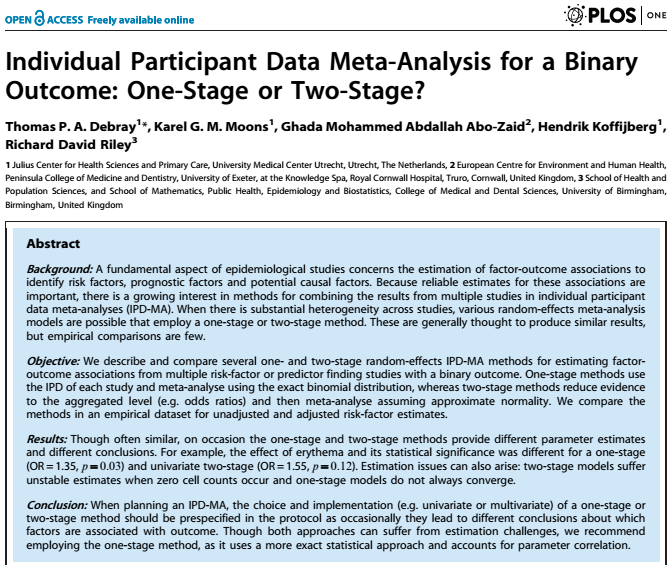 OPEN ACCESS Freely available online
PLOS ONE
Individual Participant Data Meta-Analysis for a Binary
Outcome: One-Stage or Two-Stage?
Thomas P. A. Debray1*, Karel G. M. Moons1, Ghada Mohammed Abdallah Abo-Zaid2, Hendrik Koffijberg1,
Richard David Riley3
1 Julius Center for Health Sciences and Primary Care, University Medical Center Utrecht, Utrecht, The Netherlands, 2 European Centre for Environment and Human Health,
Peninsula College of Medicine and Dentistry, University of Exeter, at the Knowledge Spa, Royal Cornwall Hospital, Truro, Cornwall, United Kingdom, 3 School of Health and
Population Sciences, and School of Mathematics, Public Health, Epidemiology and Biostatistics, College of Medical and Dental Sciences, University of Birmingham,
Birmingham, United Kingdom
Abstract
Background: A fundamental aspect of epidemiological studies concerns the estimation of factor-outcome associations to
identify risk factors, prognostic factors and potential causal factors. Because reliable estimates for these associations are
important, there is a growing interest in methods for combining the results from multiple studies in individual participant
data meta-analyses (IPD-MA). When there is substantial heterogeneity across studies, various random-effects meta-analysis
models are possible that employ a one-stage or two-stage method. These are generally thought to produce similar results,
but empirical comparisons are few.
Objective: We describe and compare several one- and two-stage random-effects IPD-MA methods for estimating factor-
outcome associations from multiple risk-factor or predictor finding studies with a binary outcome. One-stage methods use
the IPD of each study and meta-analyse using the exact binomial distribution, whereas two-stage methods reduce evidence
to the aggregated level (e.g. odds ratios) and then meta-analyse assuming approximate normality. We compare the
methods in an empirical dataset for unadjusted and adjusted risk-factor estimates.
Results: Though often similar, on occasion the one-stage and two-stage methods provide different parameter estimates
and different conclusions. For example, the effect of erythema and its statistical significance was different for a one-stage
(OR = 1.35, p = 0.03) and univariate two-stage (OR = 1.55, p = 0.12). Estimation issues can also arise: two-stage models suffer
unstable estimates when zero cell counts occur and one-stage models do not always converge.
Conclusion: When planning an IPD-MA, the choice and implementation (e.g. univariate or multivariate) of a one-stage or
two-stage method should be prespecified in the protocol as occasionally they lead to different conclusions about which
factors are associated with outcome. Though both approaches can suffer from estimation challenges, we recommend
employing the one-stage method, as it uses a more exact statistical approach and accounts for parameter correlation.